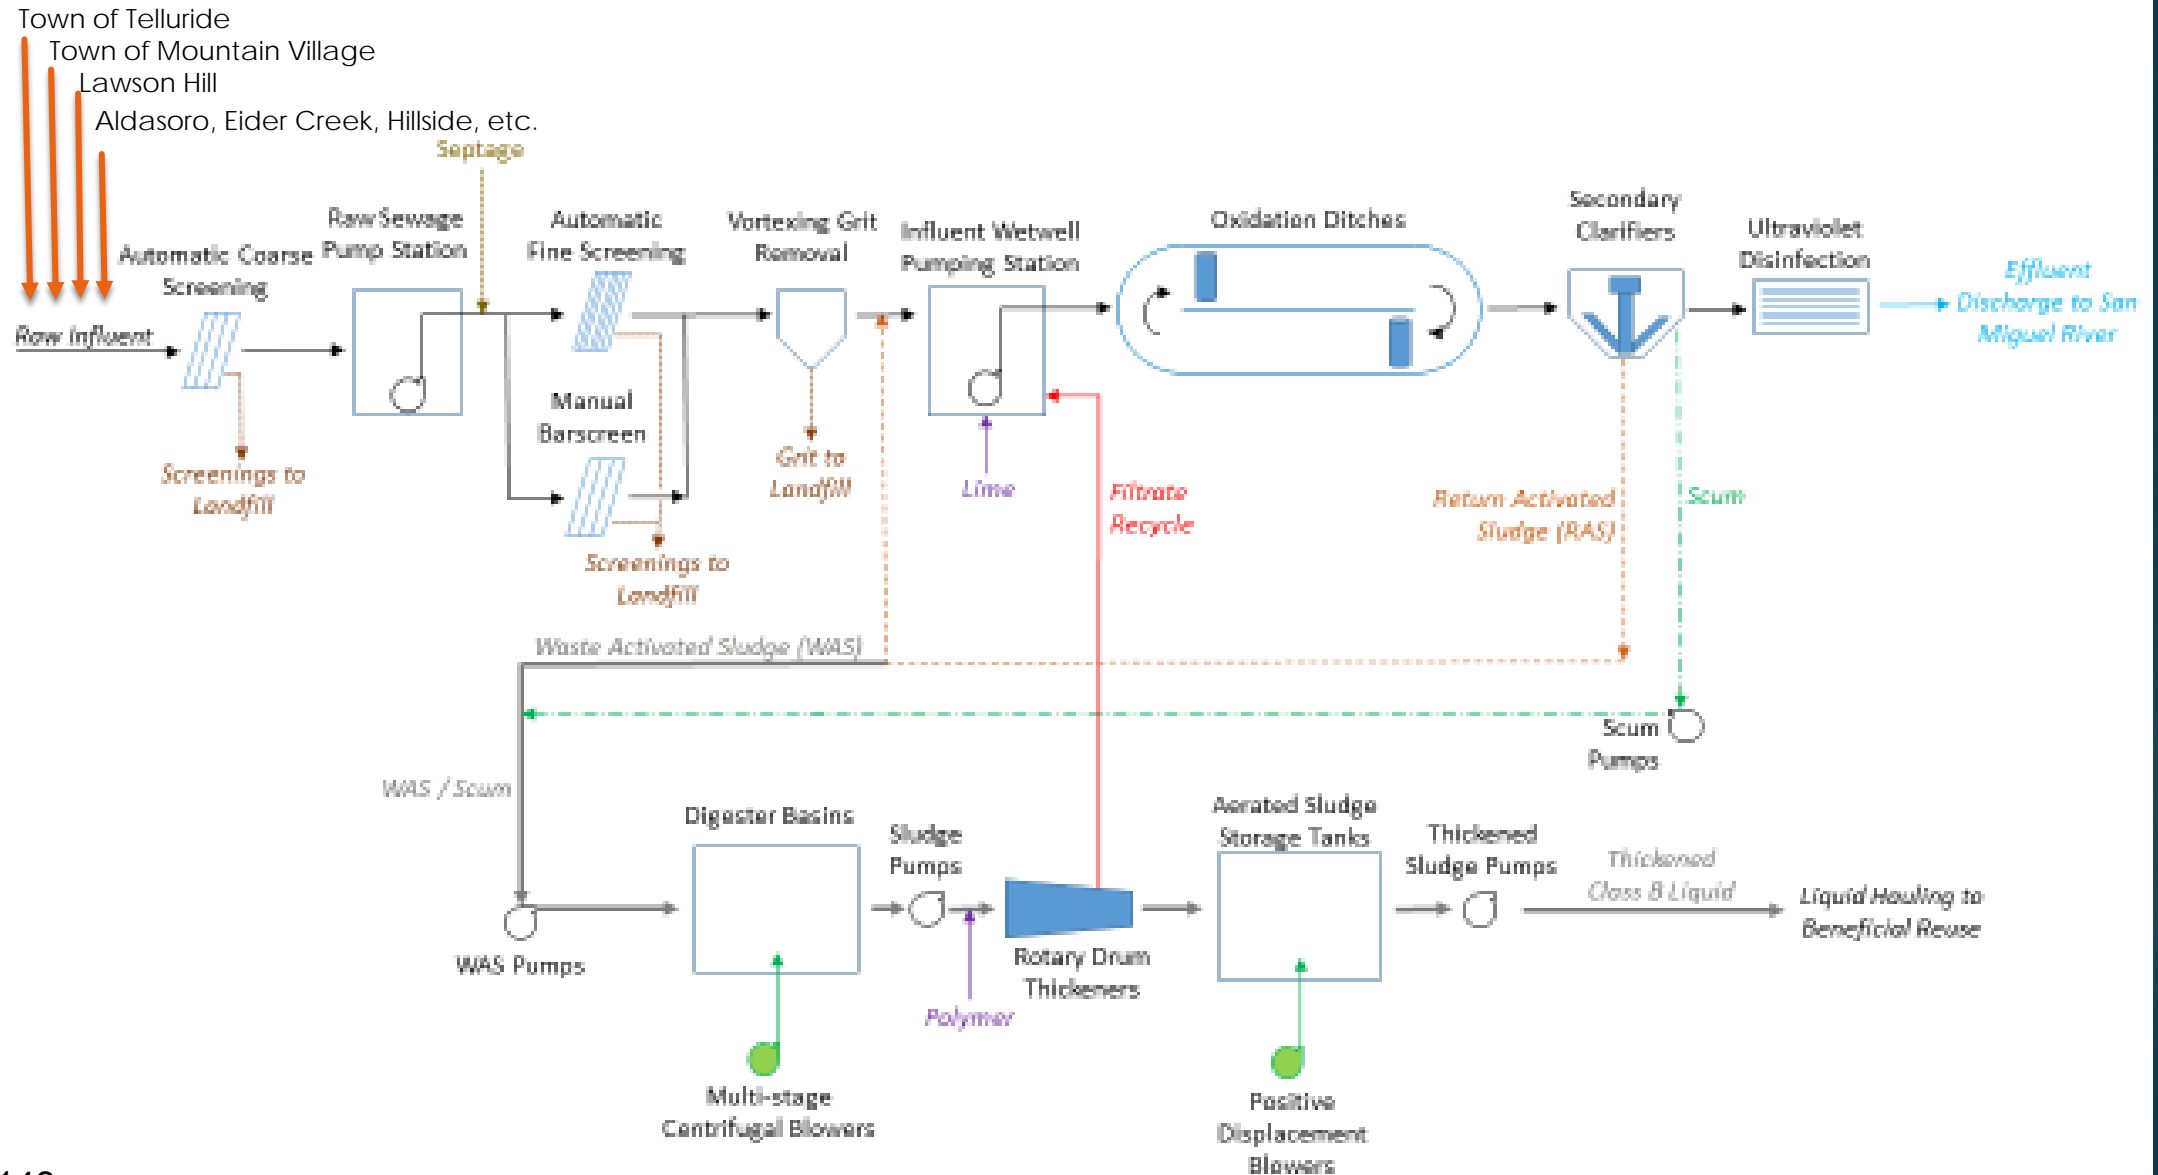 Town of Telluride
Town of Mountain Village
Lawson Hill
Aldasoro, Eider Creek, Hillside, etc.
Septage
Raw Influent
Automatic Coarse
Screening
Screenings to
Landfill
Raw Sewage
Pump Station
Automatic
Fine Screening
Manual
Barscreen
Screenings to
Landfill
Vortexing Grit
Removal
Grit to
Landfill
Influent Wetwell
Pumping Station
Lime
Filtrate
Recycle
Oxidation Ditches
Secondary
Clarifiers
Ultraviolet
Disinfection
Effluent
Discharge to San
Miguel River
Return Activated
Sludge (RAS)
Scum
Waste Activated Sludge (WAS)
Scum
Pumps
WAS / Scum
WAS Pumps
Digester Basins
Multi-stage
Centrifugal Blowers
Sludge
Pumps
Polymer
Rotary Drum
Thickeners
Aerated Sludge
Storage Tanks
Positive
Displacement
Blowers
Thickened
Sludge Pumps
Thickened
Class B Liquid
Liquid Hauling to
Beneficial Reuse